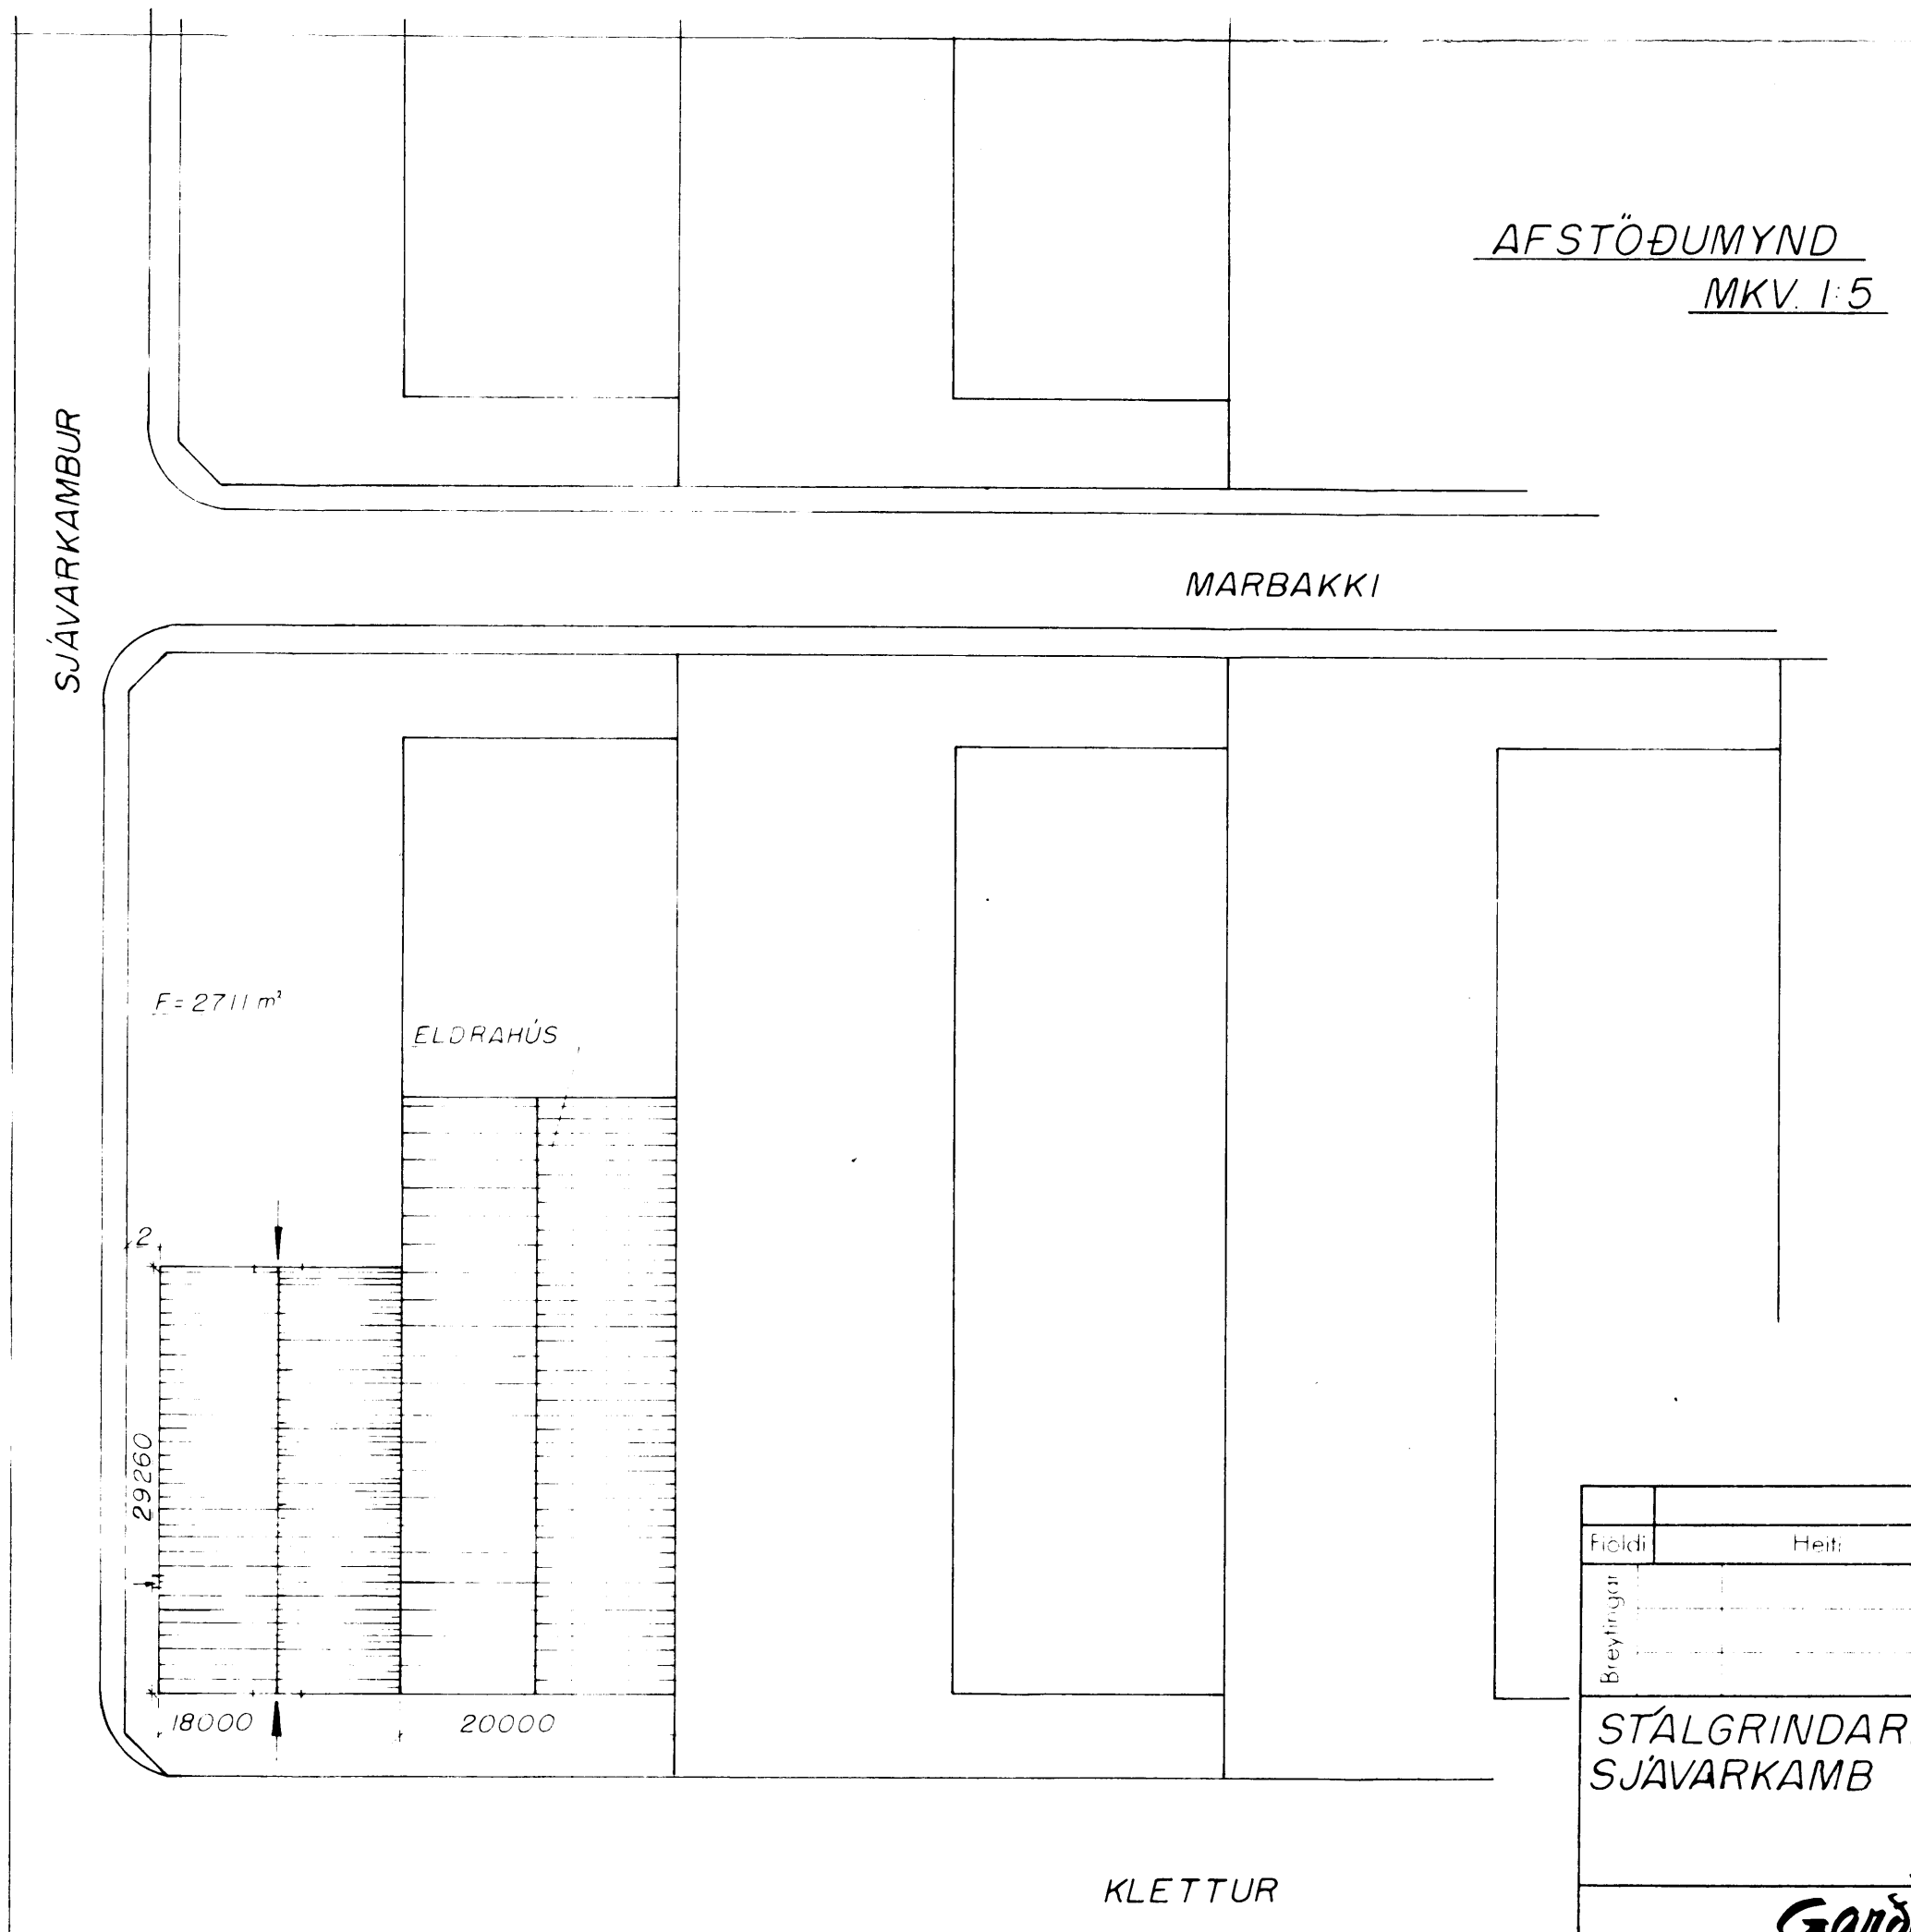 AFSTÖÐUMYND
MKV. 1:5
SJÁVARKAMBUR
MARBAKKI
F= 2711 m²
ELDRAHÚS
2
29260
18000
20000
Fjöldi
Heiti
Breytingar
STÁLGRINDAR
SJÁVARKAMB
KLETTUR
Garð